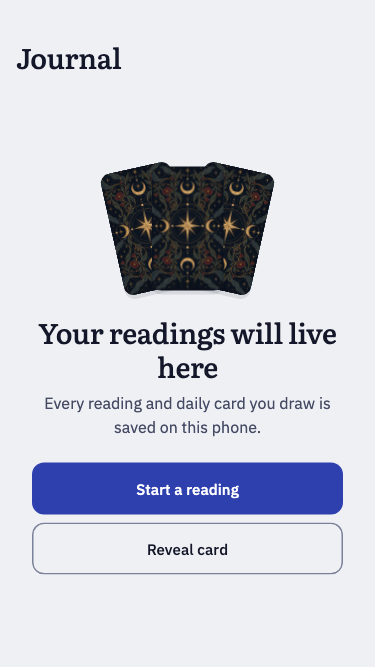 Journal
Your readings will live
here
Every reading and daily card you draw is
saved on this phone.
Start a reading
Reveal card